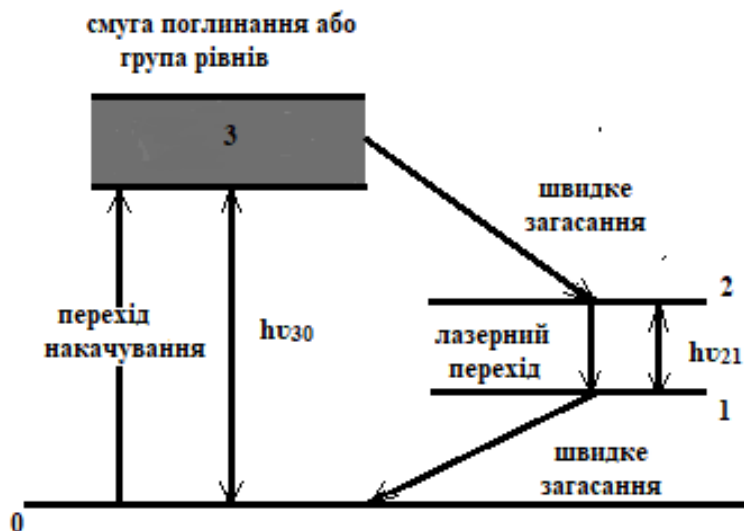 смуга поглинання або
група рівнів
3
швидке
загасання
2
перехід
накачування
hυ30
лазерний
перехід
hυ21
1
швидке
загасання
0